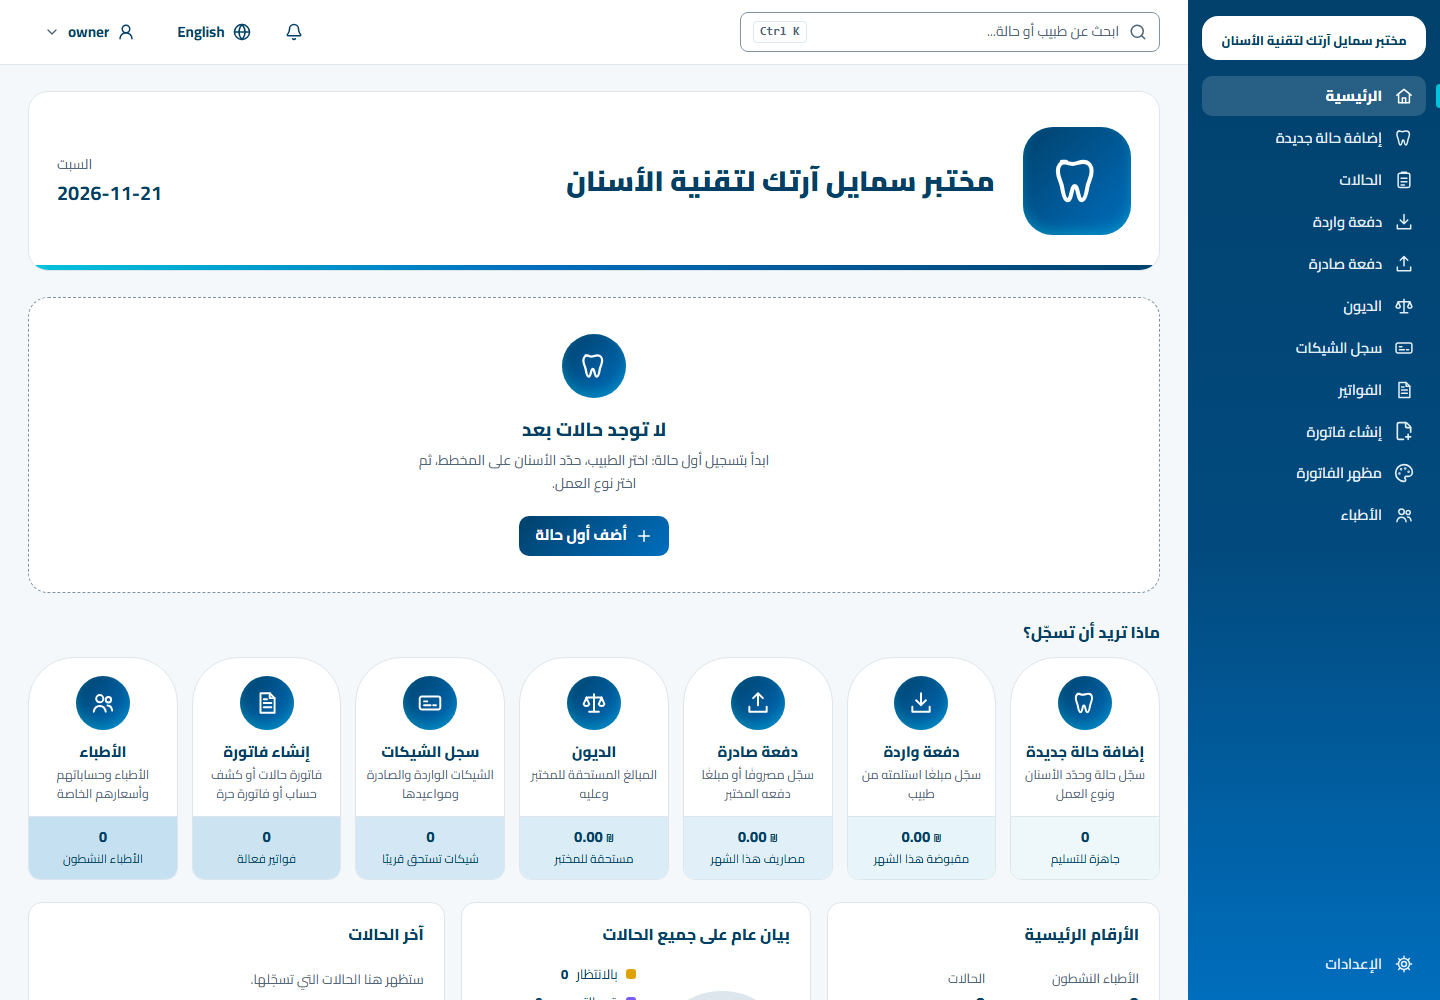 مختبر سمايل آرتك لتقنية الأسنان
الرئيسية
إضافة حالة جديدة
الحالات
دفعة واردة
دفعة صادرة
الديون
سجل الشيكات
الفواتير
إنشاء فاتورة
مظهر الفاتورة
الأطباء
الإعدادات
ابحث عن طبيب أو حالة...
Ctrl K
English
owner
مختبر سمايل آرتك لتقنية الأسنان
السبت
2026-11-21
لا توجد حالات بعد
ابدأ بتسجيل أول حالة: اختر الطبيب، حدّد الأسنان على المخطط، ثم
اختر نوع العمل.
أضف أول حالة
ماذا تريد أن تسجّل؟
إضافة حالة جديدة
سجّل حالة وحدّد الأسنان
ونوع العمل
0
جاهزة للتسليم
دفعة واردة
سجّل مبلغًا استلمته من
طبيب
₪ 0.00
مقبوضة هذا الشهر
دفعة صادرة
سجّل مصروفًا أو مبلغًا
دفعه المختبر
₪ 0.00
مصاريف هذا الشهر
الديون
المبالغ المستحقة للمختبر
وعليه
₪ 0.00
مستحقة للمختبر
سجل الشيكات
الشيكات الواردة والصادرة
ومواعيدها
0
شيكات تستحق قريبًا
إنشاء فاتورة
فاتورة حالات أو كشف
حساب أو فاتورة حرة
0
فواتير فعالة
الأطباء
الأطباء وحساباتهم
وأسعارهم الخاصة
0
الأطباء النشطون
الأرقام الرئيسية
الأطباء النشطون
الحالات
بيان عام على جميع الحالات
بالانتظار 0
آخر الحالات
ستظهر هنا الحالات التي تسجّلها.